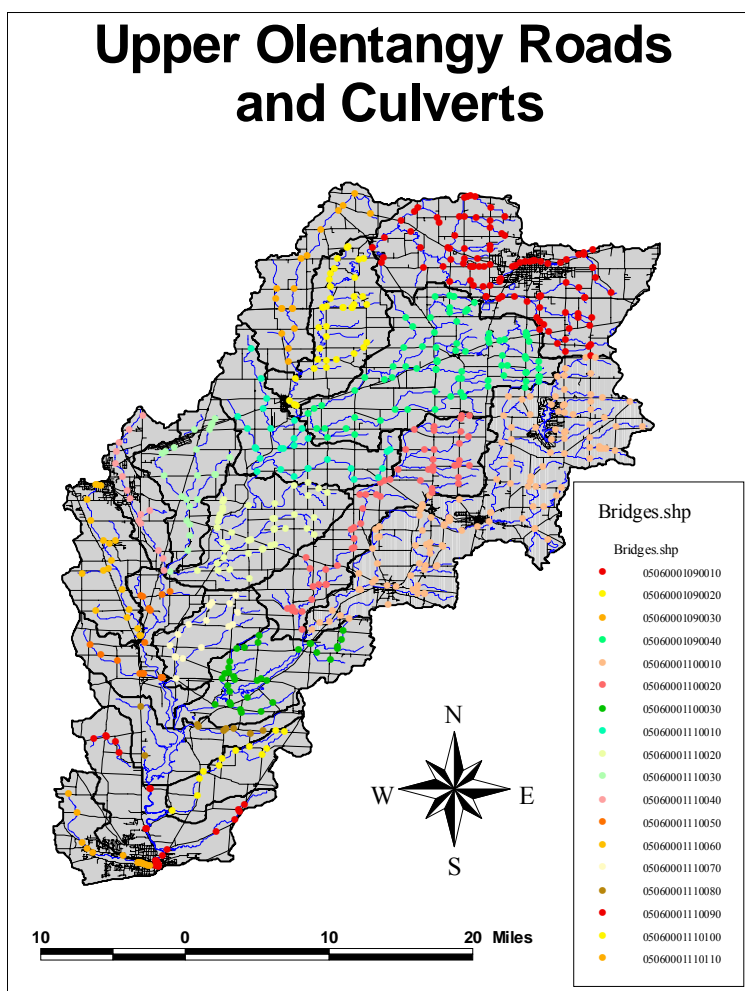 Upper Olentangy Roads
and Culverts
Bridges.shp
Bridges.shp
05060001090010
05060001090020
05060001090030
05060001090040
05060001100010
05060001100020
05060001100030
05060001110010
05060001110020
05060001110030
05060001110040
05060001110050
05060001110060
05060001110070
05060001110080
05060001110090
05060001110100
05060001110110
N
W E
S
10 0 10 20 Miles